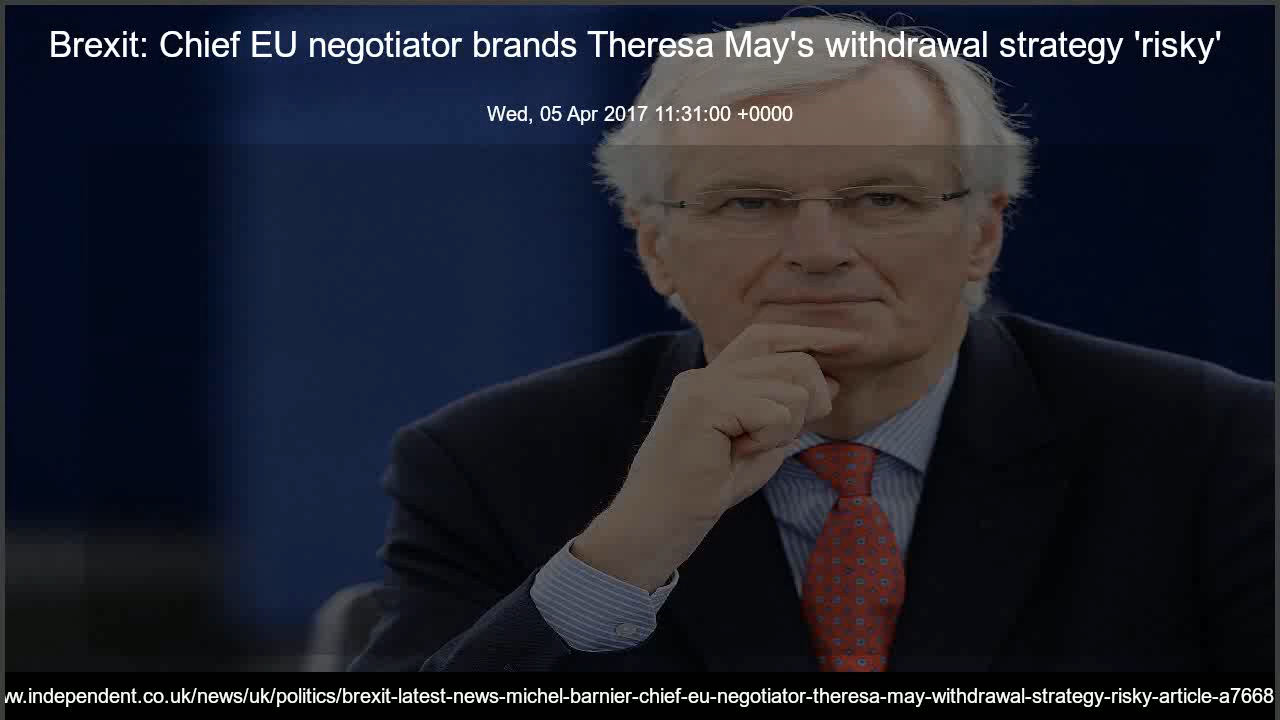 Brexit: Chief EU negotiator brands Theresa May's withdrawal strategy 'risky'
Wed, 05 Apr 2017 11:31:00 +0000
w.independent.co.uk/news/uk/politics/brexit-latest-news-michel-barnier-chief-eu-negotiator-theresa-may-withdrawal-strategy-risky-article-a7668